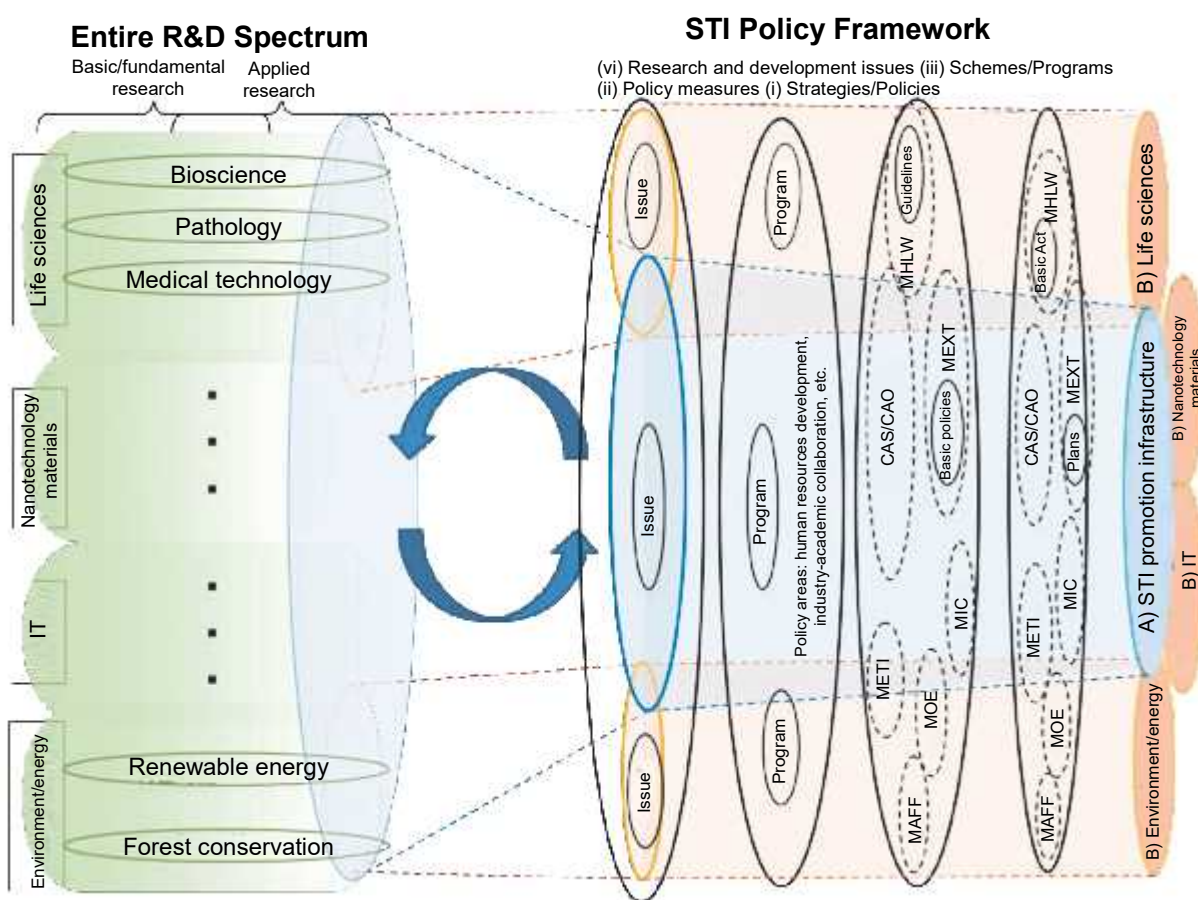 Entire R&D Spectrum
Basic/fundamental
research
Applied
research
Life sciences
Bioscience
Pathology
Medical technology
Nanotechnology
materials
IT
Environment/energy
Renewable energy
Forest conservation
STI Policy Framework
(vi) Research and development issues (iii) Schemes/Programs
(ii) Policy measures (i) Strategies/Policies
Issue
Issue
Issue
Program
Program
Program
Policy areas: human resources development,
industry-academic collaboration, etc.
Guidelines
MHLW
CAS/CAO
MEXT
Basic policies
MIC
METI
MOE
MAFF
MHLW
Basic Act
CAS/CAO
MEXT
Plans
MIC
METI
MOE
MAFF
B) Life sciences
A) STI promotion infrastructure
B) Nanotechnology
materials
B) IT
B) Environment/energy